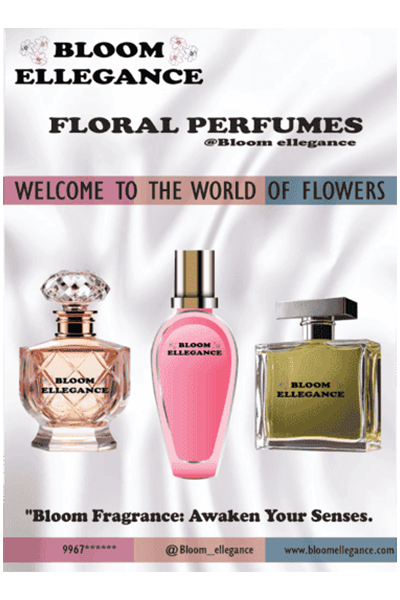 BLOOM
ELLEGANCE
FLORAL PERFUMES
@Bloom ellegance
WELCOME TO THE WORLD OF FLOWERS
BLOOM
ELLEGANCE
BLOOM
ELLEGANCE
BLOOM
ELLEGANCE
"Bloom Fragrance: Awaken Your Senses.
9967******
@Bloom_ellegance
www.bloomellegance.com